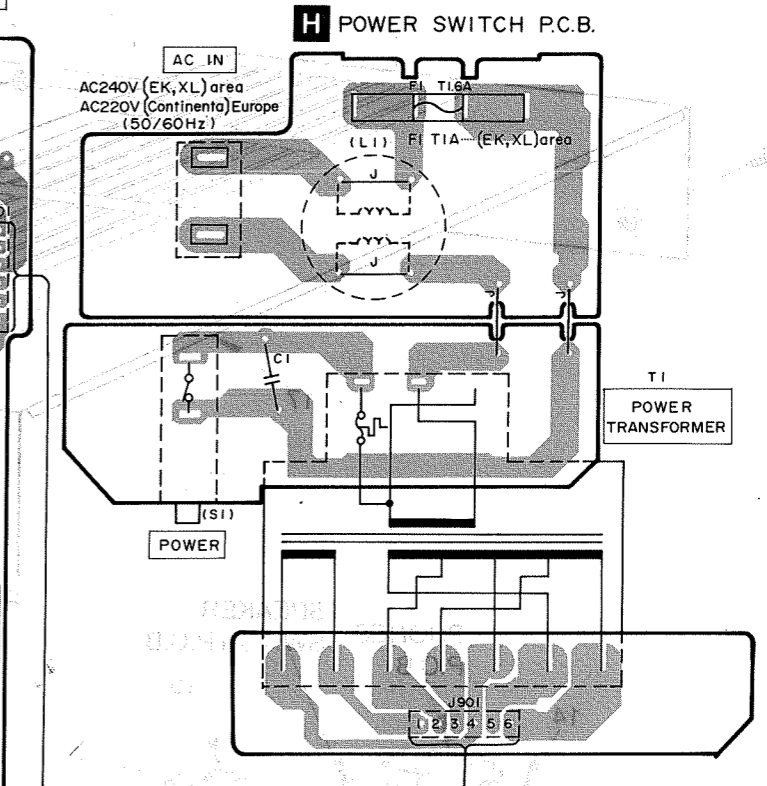 H POWER SWITCH P.C.B.
AC IN
AC240V (EK,XL) area
AC220V (Continenta) Europe
(50/60Hz)
F1 T1.6A
F1 T1A---(EK,XL) area
(L1)
J
J
C1
T1
POWER
TRANSFORMER
(S1)
POWER
J901
1 2 3 4 5 6